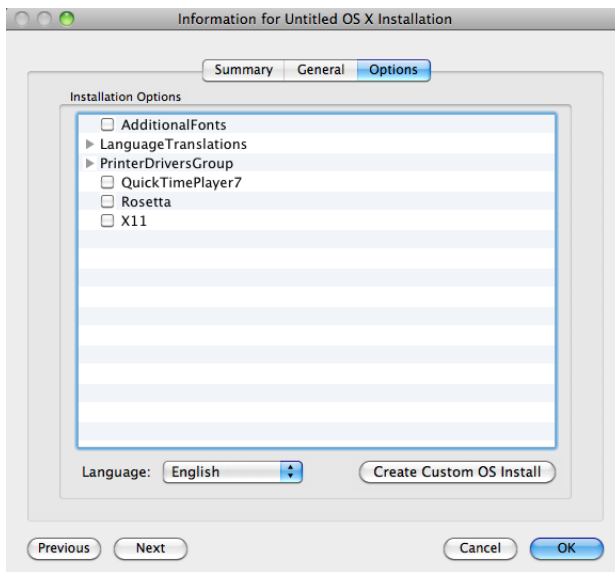 Information for Untitled OS X Installation
Summary General Options
Installation Options
AdditionalFonts
LanguageTranslations
PrinterDriversGroup
QuickTimePlayer7
Rosetta
X11
Language: English Create Custom OS Install
Previous Next Cancel OK